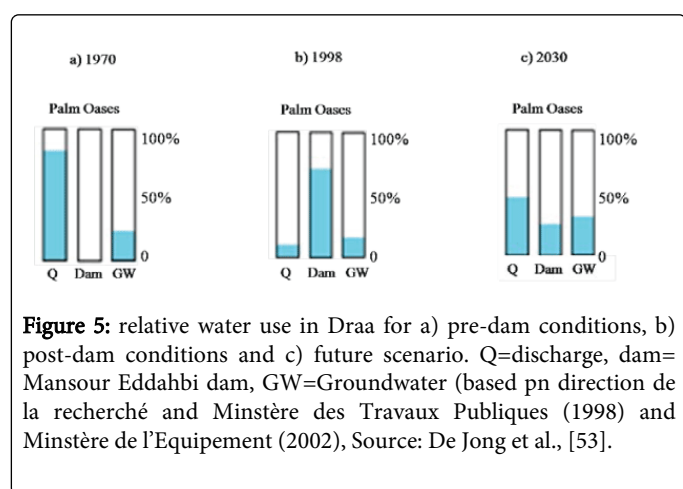 a) 1970 b) 1998 c) 2030
Palm Oases Palm Oases Palm Oases
100% 100% 100%
50% 50% 50%
0 0 0
Q Dam GW Q Dam GW Q Dam GW
Figure 5: relative water use in Draa for a) pre-dam conditions, b)
post-dam conditions and c) future scenario. Q=discharge, dam=
Mansour Eddahbi dam, GW=Groundwater (based pn direction de
la recherché and Minstère des Travaux Publiques (1998) and
Minstère de l'Equipement (2002), Source: De Jong et al., [53].